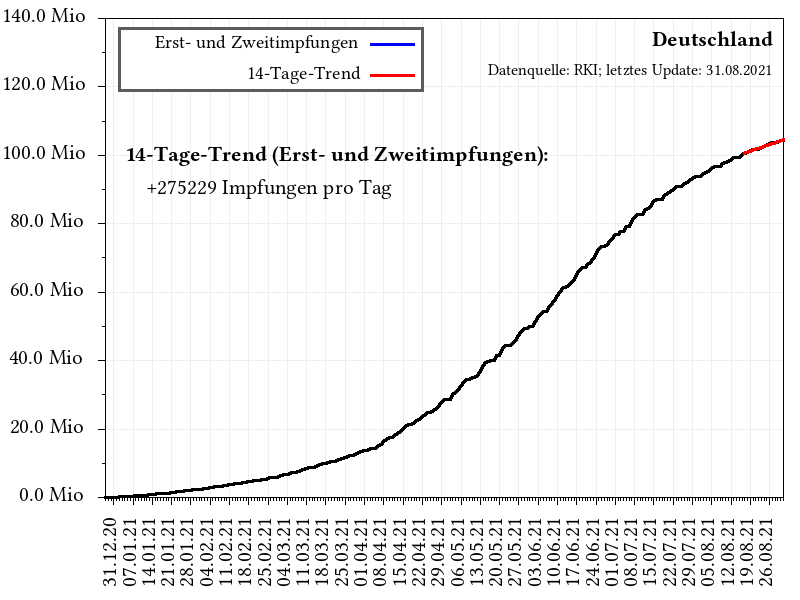 140.0 Mio
120.0 Mio
100.0 Mio
80.0 Mio
60.0 Mio
40.0 Mio
20.0 Mio
0.0 Mio
Erst- und Zweitimpfungen
14-Tage-Trend
Deutschland
Datenquelle: RKI; letztes Update: 31.08.2021
14-Tage-Trend (Erst- und Zweitimpfungen):
+275229 Impfungen pro Tag
31.12.20
07.01.21
14.01.21
21.01.21
28.01.21
04.02.21
11.02.21
18.02.21
25.02.21
04.03.21
11.03.21
18.03.21
25.03.21
01.04.21
08.04.21
15.04.21
22.04.21
29.04.21
06.05.21
13.05.21
20.05.21
27.05.21
03.06.21
10.06.21
17.06.21
24.06.21
01.07.21
08.07.21
15.07.21
22.07.21
29.07.21
05.08.21
12.08.21
19.08.21
26.08.21